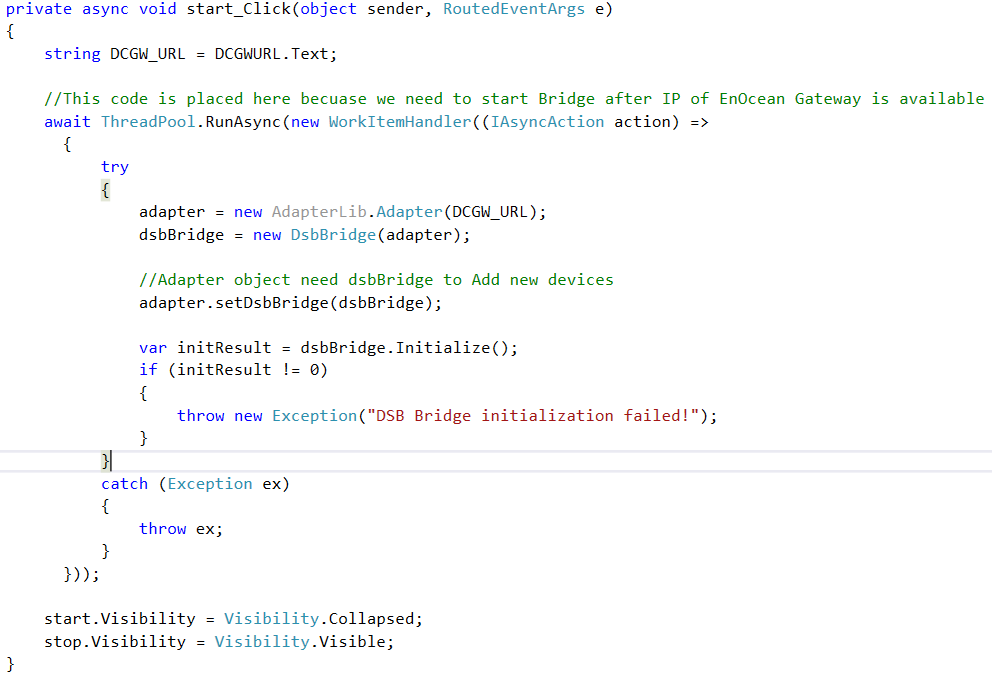 private async void start_Click(object sender, RoutedEventArgs e)
{
    string DCGW_URL = DCGWURL.Text;

    //This code is placed here becuase we need to start Bridge after IP of EnOcean Gateway is available
    await ThreadPool.RunAsync(new WorkItemHandler((IAsyncAction action) =>
      {
          try
          {
              adapter = new AdapterLib.Adapter(DCGW_URL);
              dsbBridge = new DsbBridge(adapter);

              //Adapter object need dsbBridge to Add new devices
              adapter.setDsbBridge(dsbBridge);

              var initResult = dsbBridge.Initialize();
              if (initResult != 0)
              {
                  throw new Exception("DSB Bridge initialization failed!");
              }
          }
          catch (Exception ex)
          {
              throw ex;
          }
      }));

    start.Visibility = Visibility.Collapsed;
    stop.Visibility = Visibility.Visible;
}